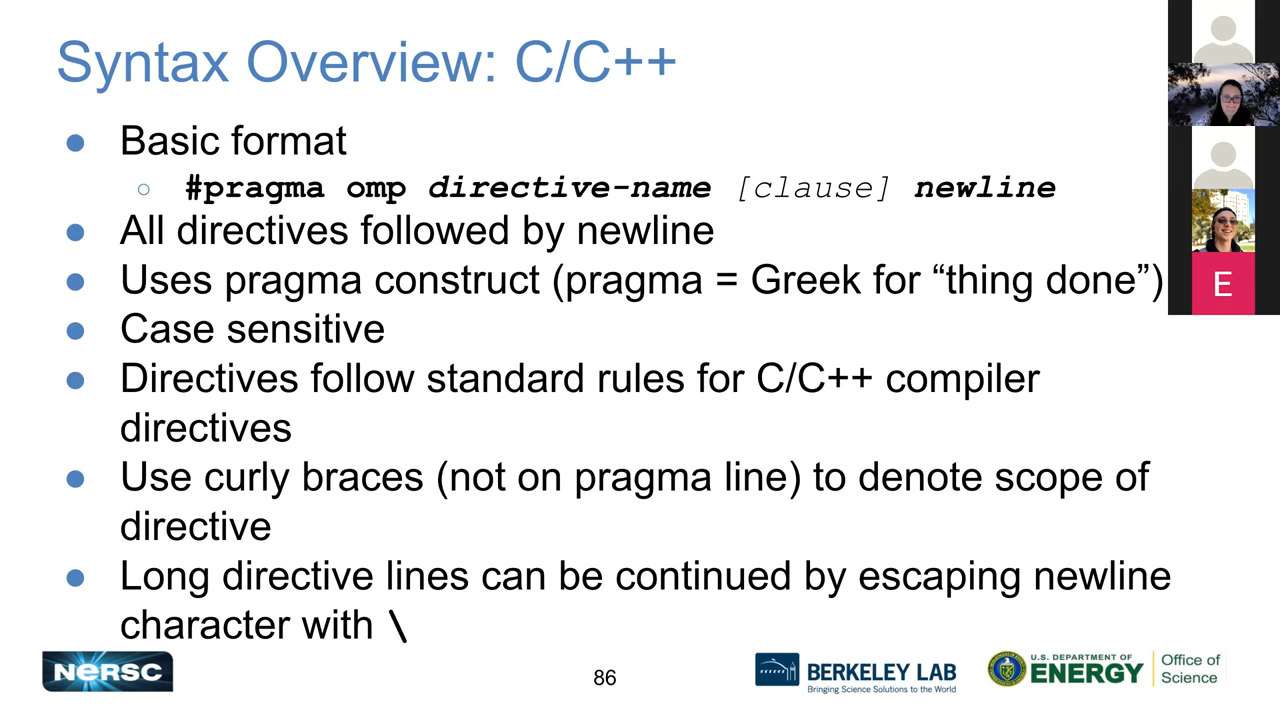 Syntax Overview: C/C++
● Basic format
○ #pragma omp directive-name [clause] newline
● All directives followed by newline
● Uses pragma construct (pragma = Greek for “thing done”)
● Case sensitive
● Directives follow standard rules for C/C++ compiler
directives
● Use curly braces (not on pragma line) to denote scope of
directive
● Long directive lines can be continued by escaping newline
character with \
E
NERSC
86
BERKELEY LAB
Bringing Science Solutions to the World
U.S. DEPARTMENT OF
ENERGY
Office of
Science